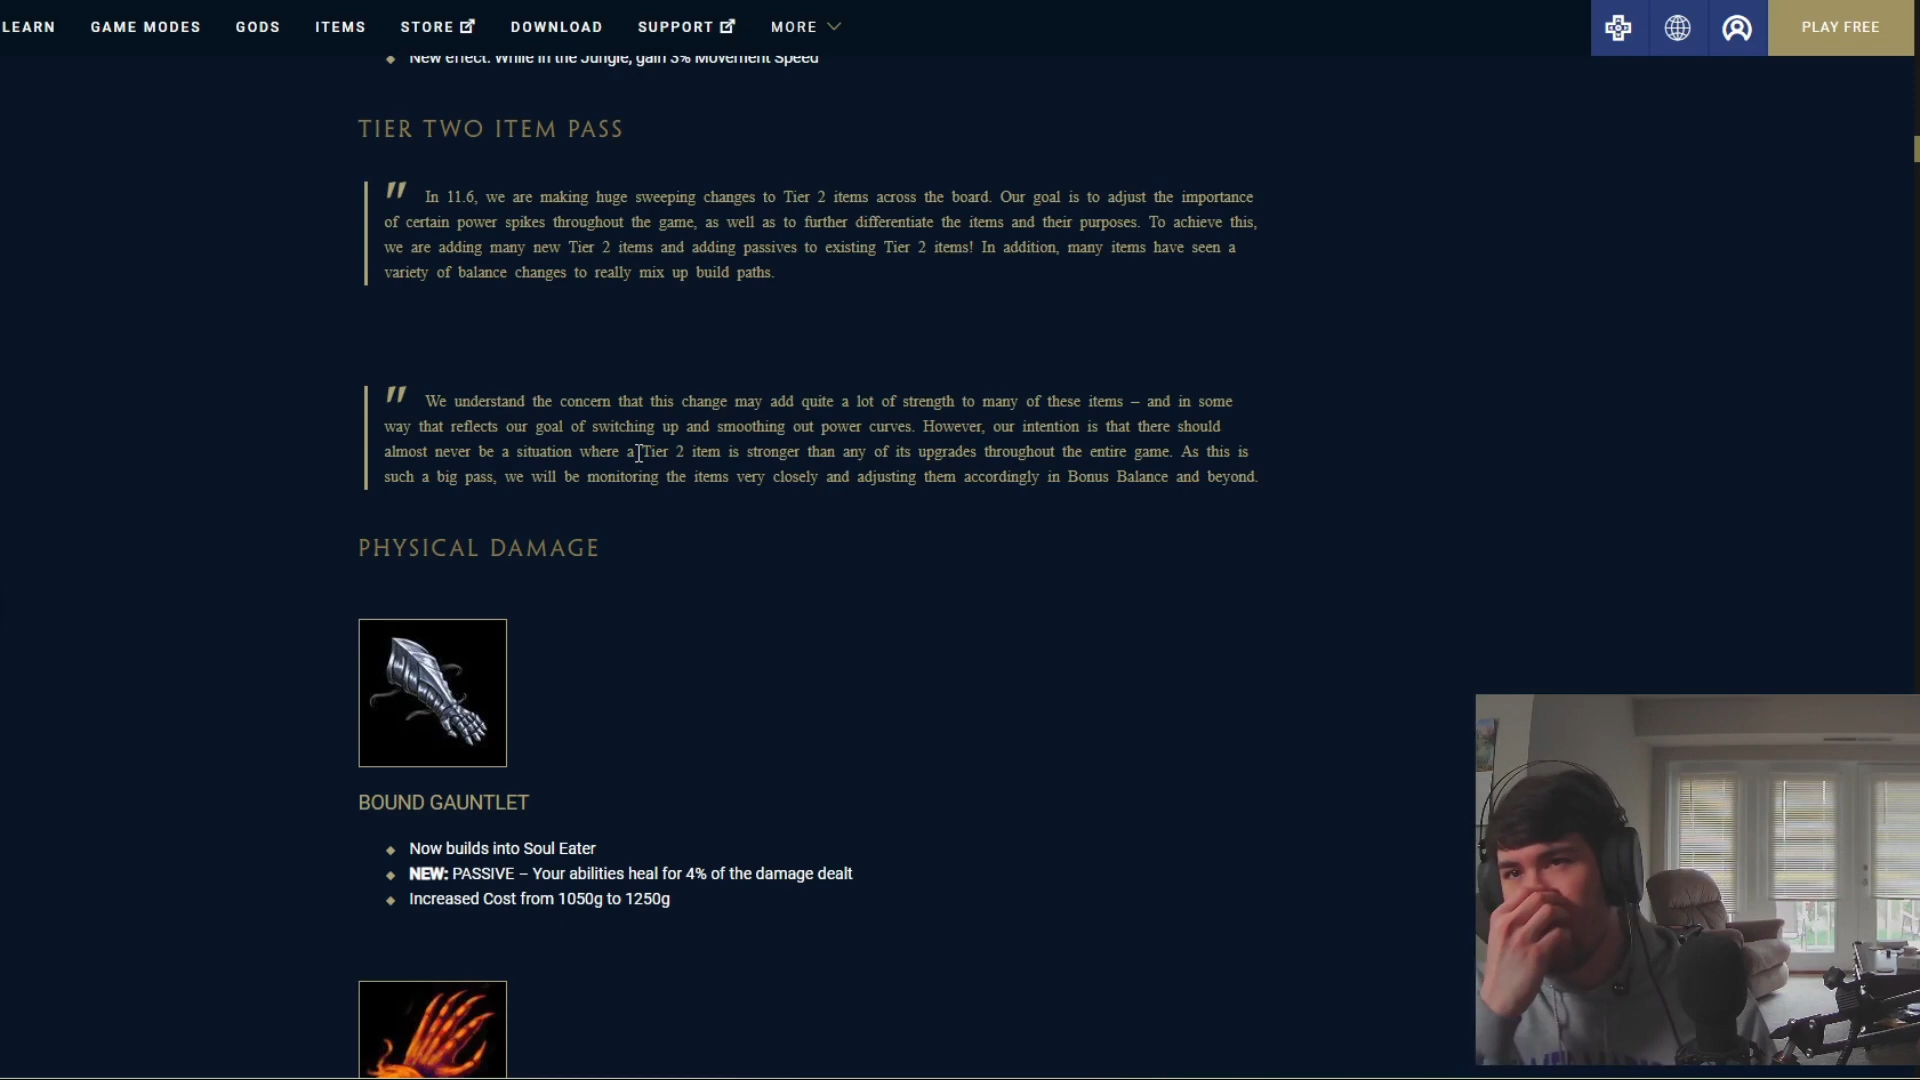 LEARN GAME MODES GODS ITEMS STORE DOWNLOAD SUPPORT MORE PLAY FREE
New effect: While in the Jungle, gain 3% Movement Speed
TIER TWO ITEM PASS
" In 11.6, we are making huge sweeping changes to Tier 2 items across the board. Our goal is to adjust the importance
of certain power spikes throughout the game, as well as to further differentiate the items and their purposes. To achieve this,
we are adding many new Tier 2 items and adding passives to existing Tier 2 items! In addition, many items have seen a
variety of balance changes to really mix up build paths.
" We understand the concern that this change may add quite a lot of strength to many of these items – and in some
way that reflects our goal of switching up and smoothing out power curves. However, our intention is that there should
almost never be a situation where a Tier 2 item is stronger than any of its upgrades throughout the entire game. As this is
such a big pass, we will be monitoring the items very closely and adjusting them accordingly in Bonus Balance and beyond.
PHYSICAL DAMAGE
BOUND GAUNTLET
Now builds into Soul Eater
NEW: PASSIVE – Your abilities heal for 4% of the damage dealt
Increased Cost from 1050g to 1250g